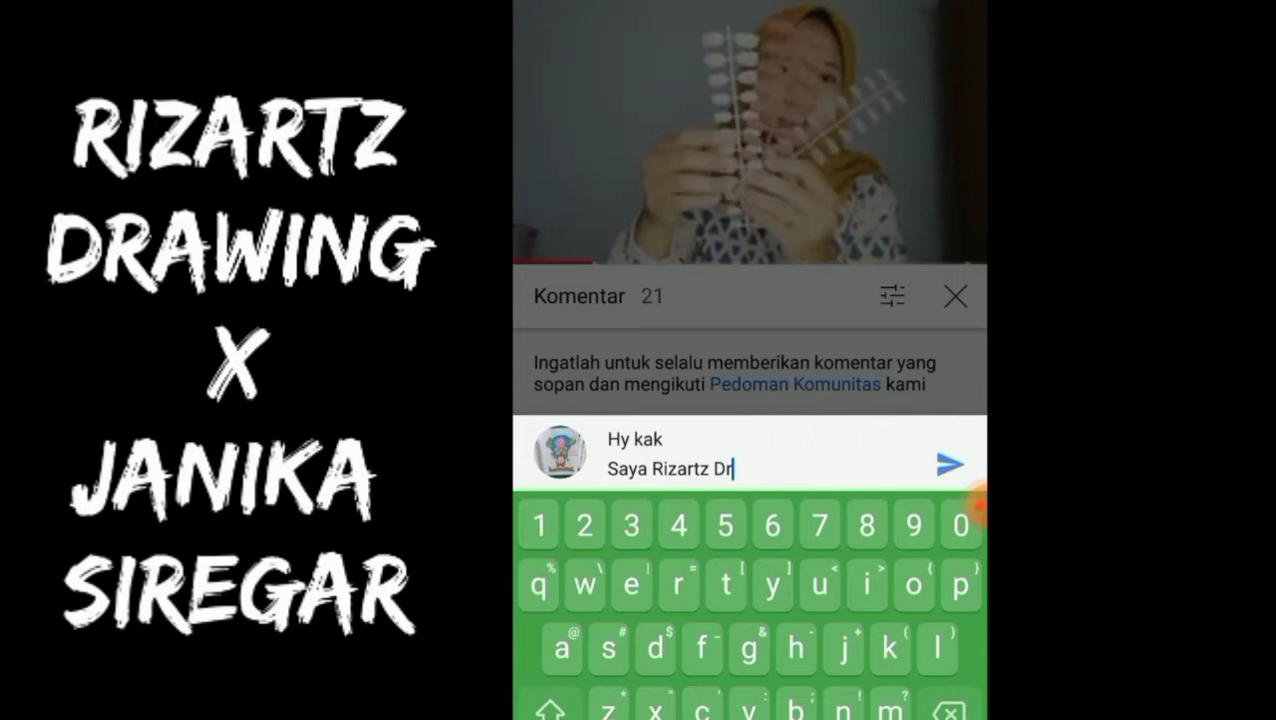 RIZARTZ
DRAWING
X
JANIKA
SIREGAR
Komentar 21
Ingatlah untuk selalu memberikan komentar yang
sopan dan mengikuti Pedoman Komunitas kami
Hy kak
Saya Rizartz Dr
1 2 3 4 5 6 7 8 9 0
% \ | = [ ] < > { }
q w e r t y u i o p
@ # $ _ & - + ( )
a s d f g h j k l
* " ' : ; ! ?
z x c v b n m